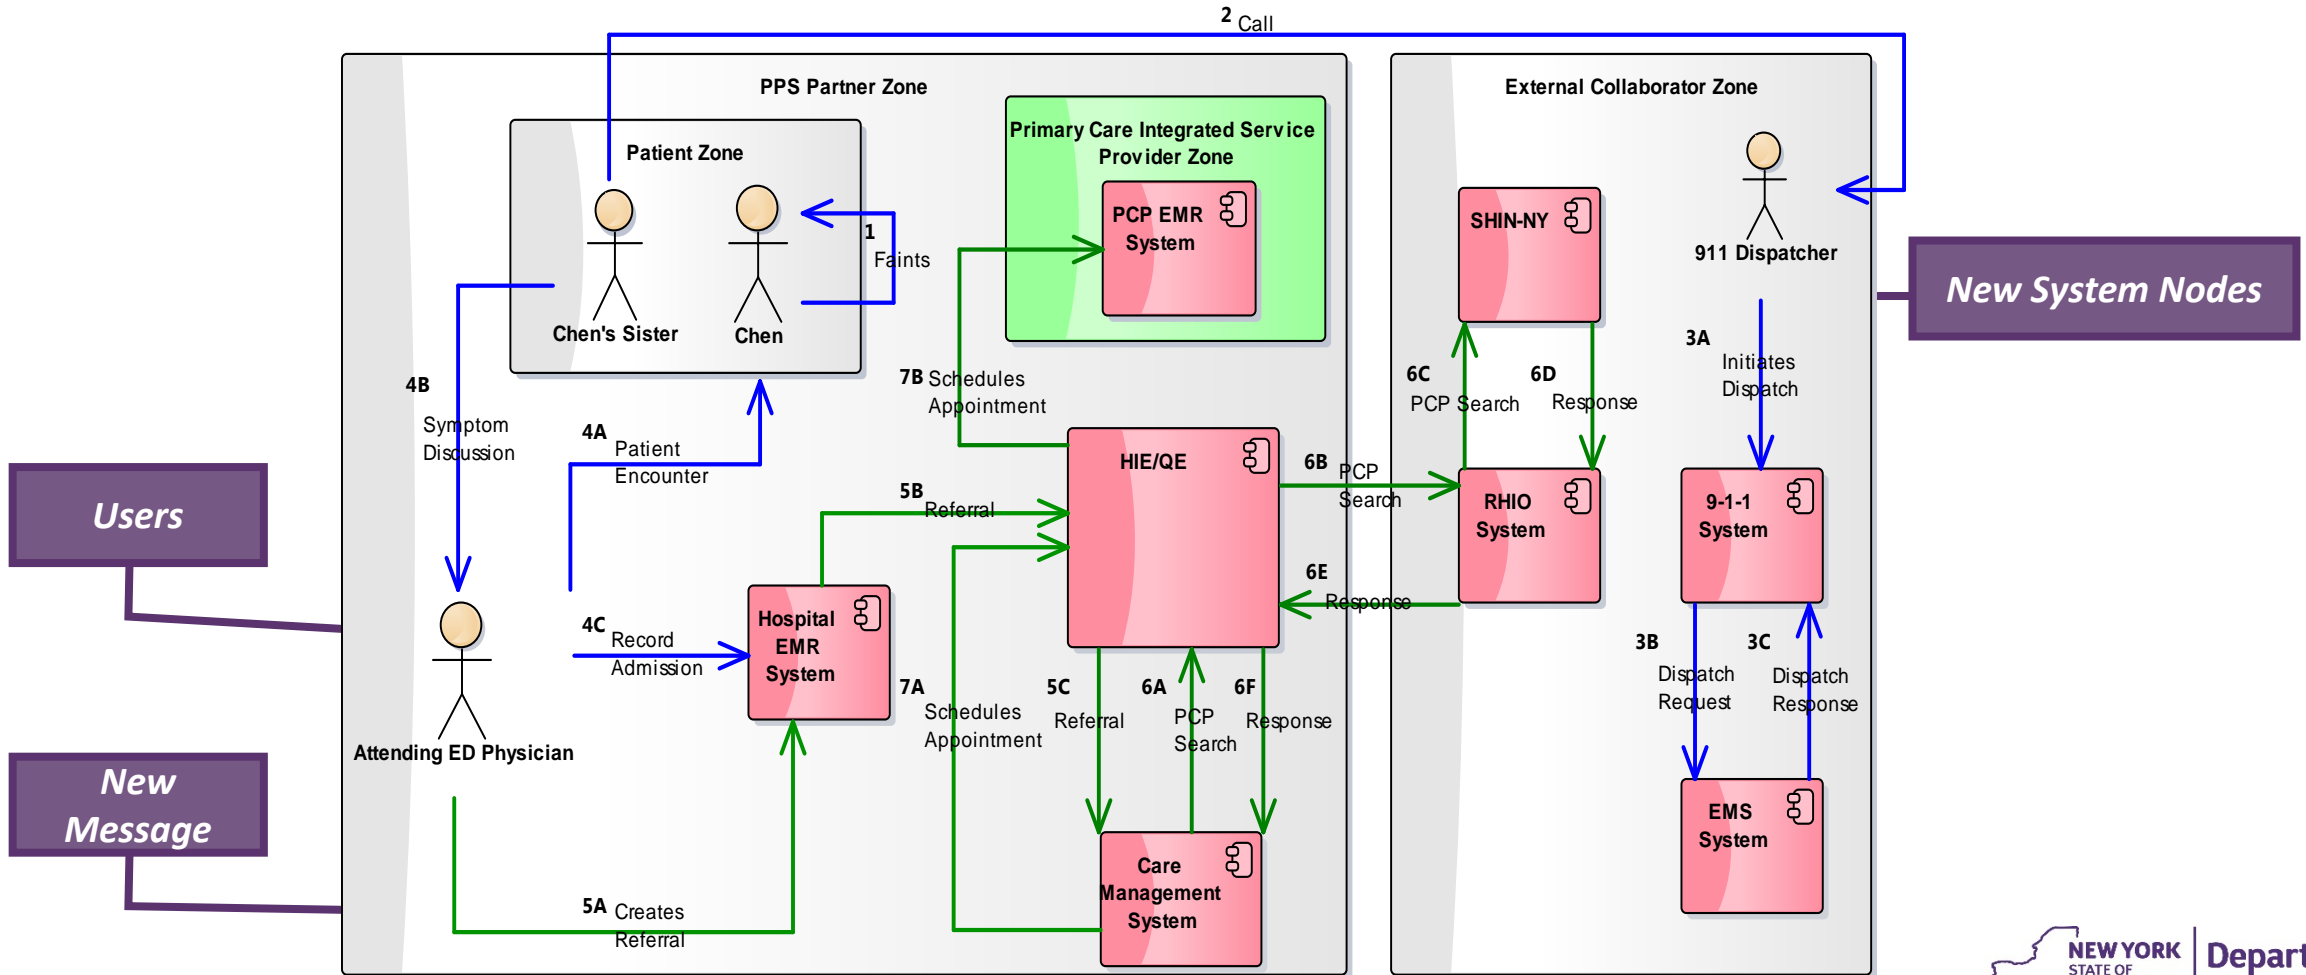 2 Call
PPS Partner Zone
External Collaborator Zone
Patient Zone
Primary Care Integrated Service
Provider Zone
PCP EMR
System
SHIN-NY
911 Dispatcher
New System Nodes
1
Faints
Chen's Sister
Chen
4B
Symptom
Discussion
4A Patient
Encounter
7B Schedules
Appointment
6C
PCP Search
6D
Response
3A
Initiates
Dispatch
Users
HIE/QE
5B
Referral
6B PCP
Search
RHIO
System
9-1-1
System
6E
Response
4C Record
Admission
Hospital
EMR
System
7A
Schedules
Appointment
5C
Referral
6A
PCP
Search
6F
Response
3B
Dispatch
Request
3C
Dispatch
Response
Attending ED Physician
New
Message
5A Creates
Referral
Care
Management
System
EMS
System
NEW YORK
STATE OF
Depart